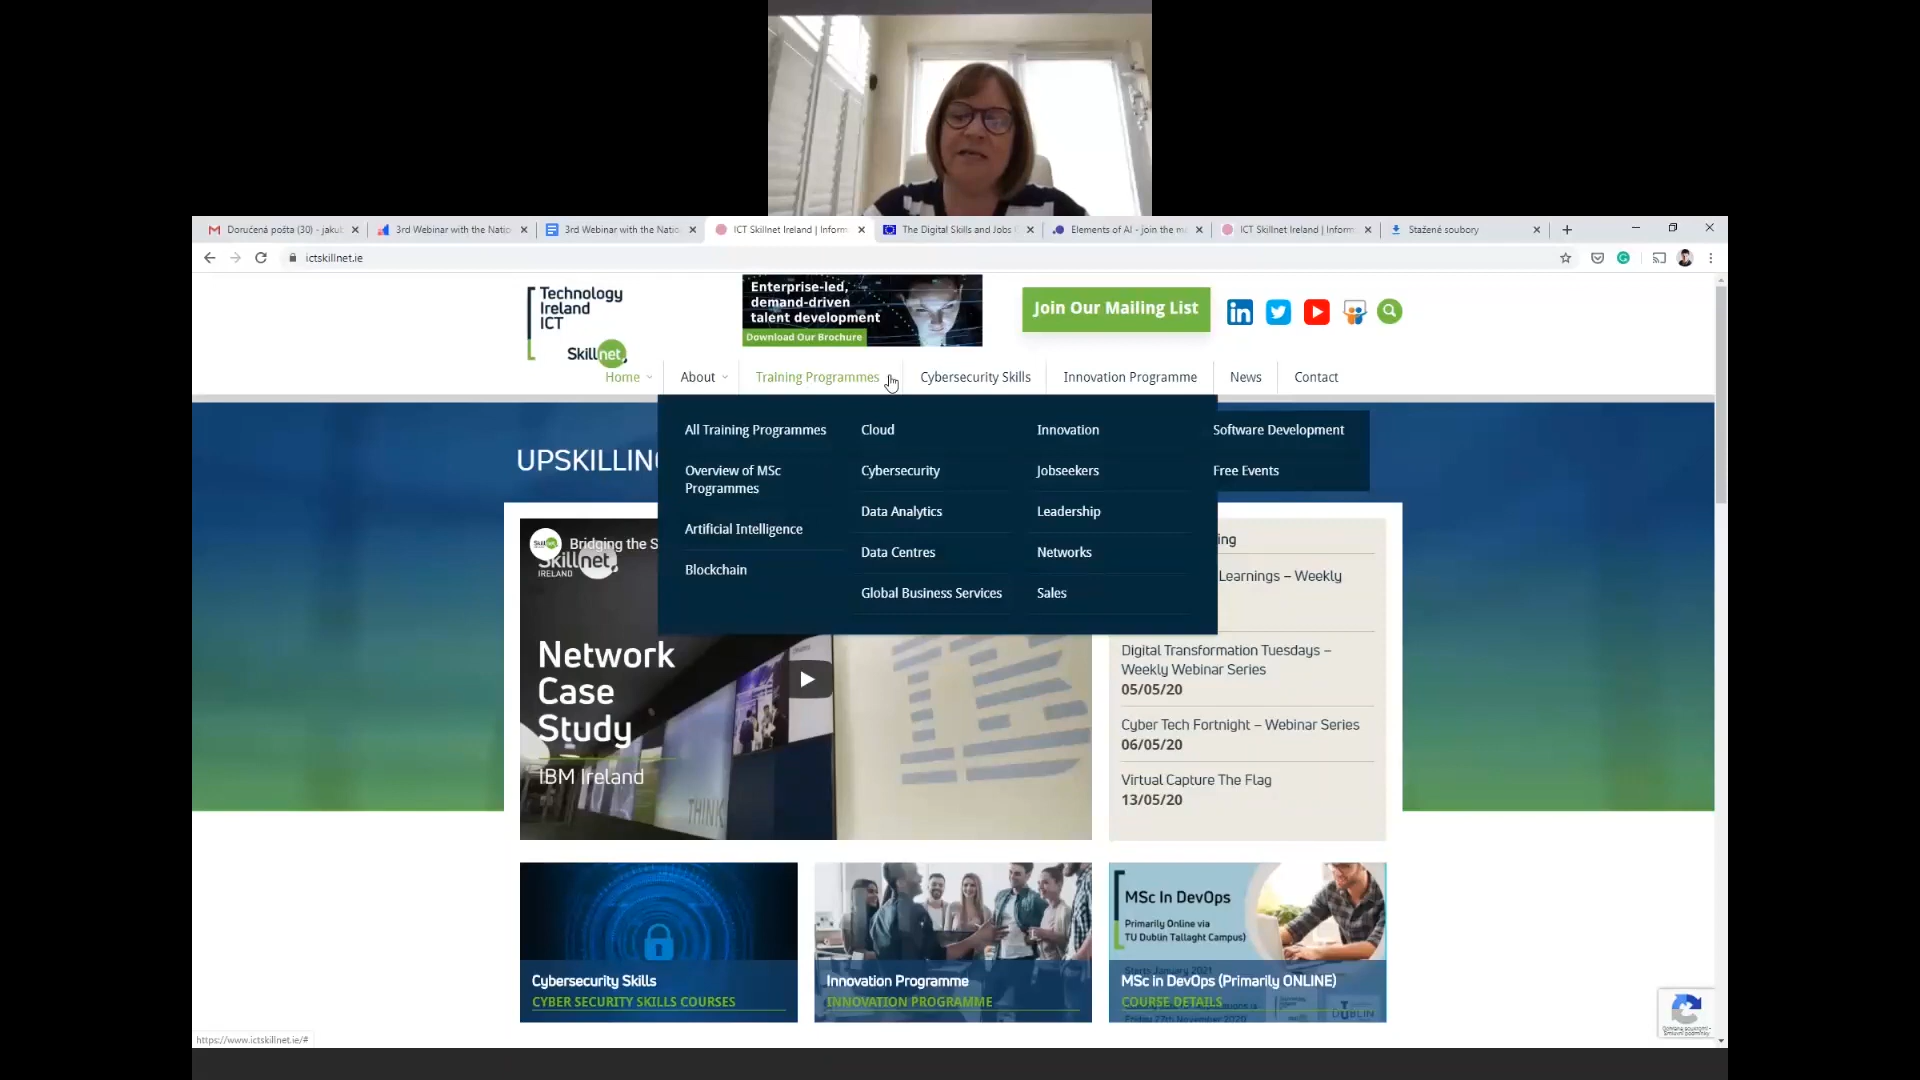 Doručená pošta (30) - jakub
3rd Webinar with the Natio
3rd Webinar with the Natio
ICT Skillnet Ireland | Inform
The Digital Skills and Jobs
Elements of AI - join the m
ICT Skillnet Ireland | Inform
Stažené soubory
ictskillnet.ie
Technology
Ireland
ICT
Skillnet
Enterprise-led,
demand-driven
talent development
Download Our Brochure
Join Our Mailing List
Home
About
Training Programmes
Cybersecurity Skills
Innovation Programme
News
Contact
All Training Programmes
Overview of MSc
Programmes
Artificial Intelligence
Blockchain
Cloud
Cybersecurity
Data Analytics
Data Centres
Global Business Services
Innovation
Jobseekers
Leadership
Networks
Sales
Software Development
Free Events
UPSKILLIN
Bridging the S
Skillnet
IRELAND
Network
Case
Study
IBM Ireland
THINK
ing
Learnings – Weekly
Digital Transformation Tuesdays –
Weekly Webinar Series
05/05/20
Cyber Tech Fortnight – Webinar Series
06/05/20
Virtual Capture The Flag
13/05/20
Cybersecurity Skills
CYBER SECURITY SKILLS COURSES
Innovation Programme
INNOVATION PROGRAMME
MSc In DevOps
Primarily Online via
TU Dublin Tallaght Campus)
Starts January 2021
MSc in DevOps (Primarily ONLINE)
COURSE DETAILS
Friday 27th November 2020
https://www.ictskillnet.ie/#